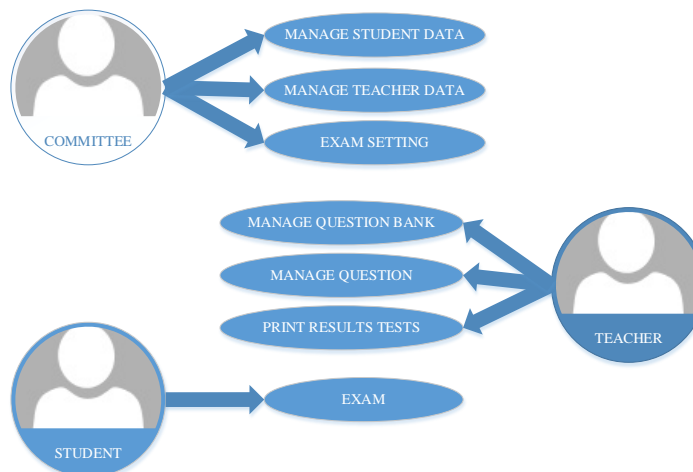 MANAGE STUDENT DATA
MANAGE TEACHER DATA
COMMITTEE
EXAM SETTING
MANAGE QUESTION BANK
MANAGE QUESTION
PRINT RESULTS TESTS
TEACHER
EXAM
STUDENT